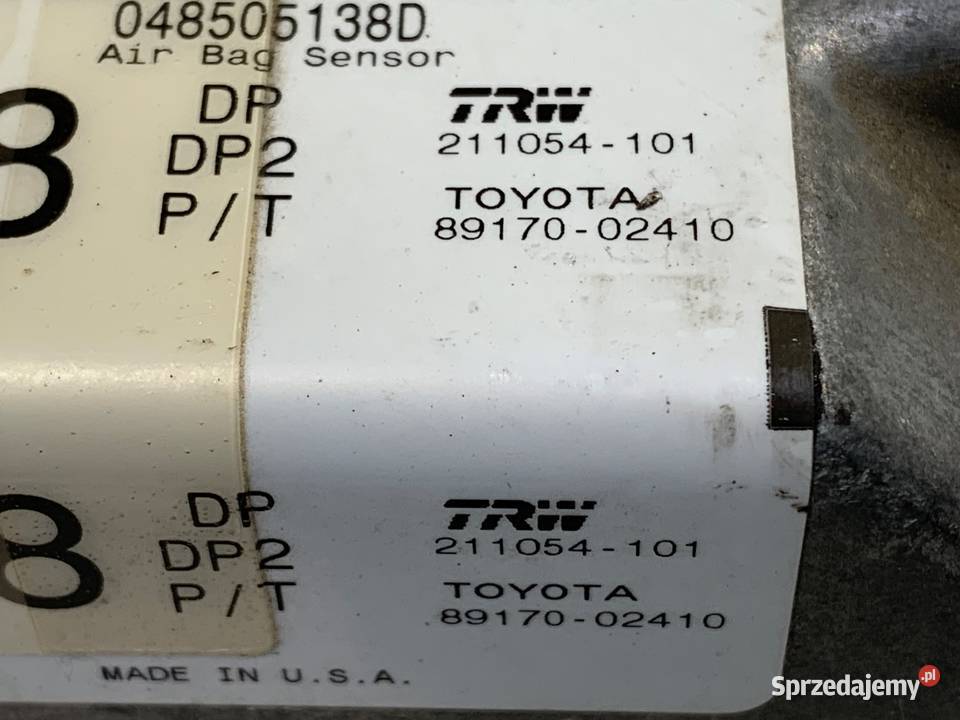 048505138D
Air Bag Sensor
8 DP TRW
DP2 211054-101
P/T TOYOTA
89170-02410
8 DP TRW
DP2 211054-101
P/T TOYOTA
89170-02410
MADE IN U.S.A.
Sprzedajemy.pl